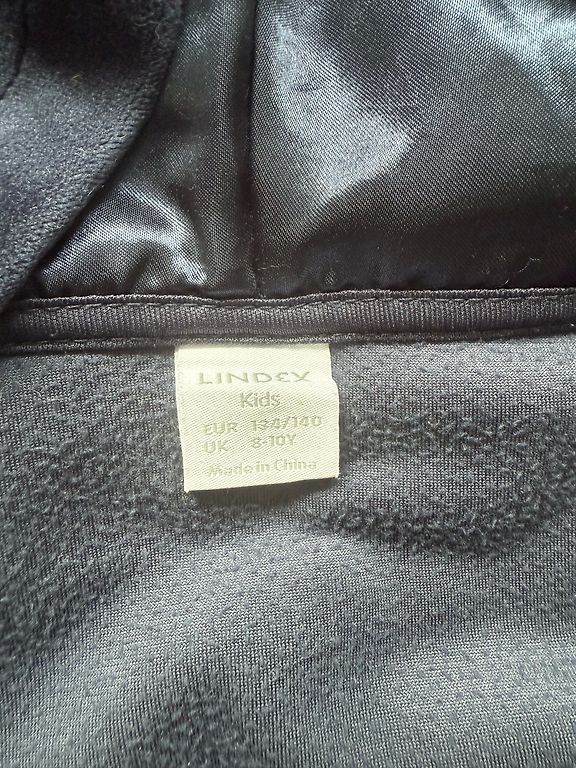 LINDEX
Kids
EUR 134/140
UK 8-10Y
Made in China